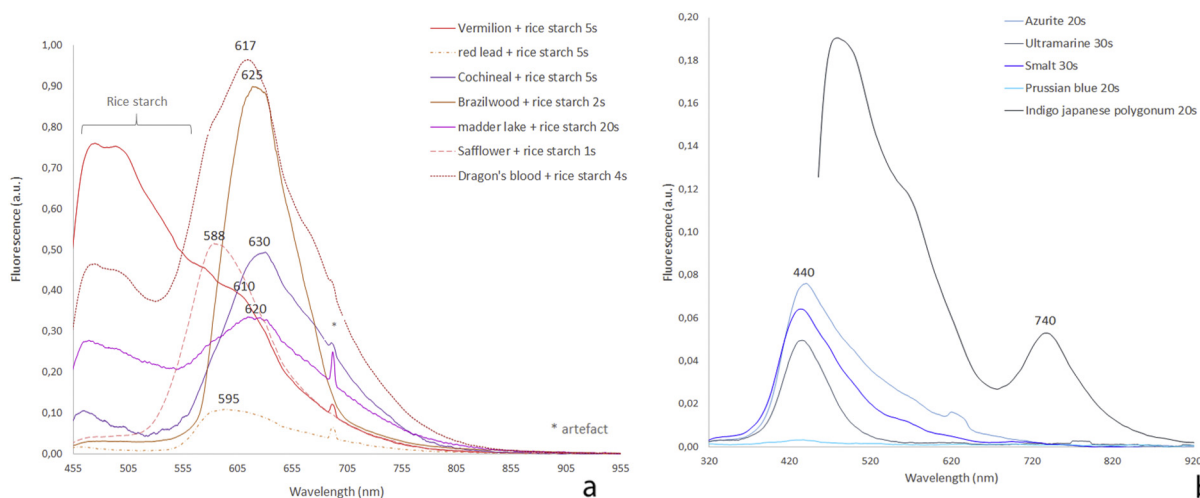 Vermilion + rice starch 5s
red lead + rice starch 5s
Cochineal + rice starch 5s
Brazilwood + rice starch 2s
madder lake + rice starch 20s
Safflower + rice starch 1s
Dragon's blood + rice starch 4s
Rice starch
617
625
588
630
610
620
595
*
* artefact
Fluorescence (a.u.)
1,00
0,90
0,80
0,70
0,60
0,50
0,40
0,30
0,20
0,10
0,00
455 505 555 605 655 705 755 805 855 905 955
Wavelength (nm)
a
Azurite 20s
Ultramarine 30s
Smalt 30s
Prussian blue 20s
Indigo japanese polygonum 20s
440
740
Fluorescence (a.u.)
0,20
0,18
0,16
0,14
0,12
0,10
0,08
0,06
0,04
0,02
0,00
320 420 520 620 720 820 920
Wavelength (nm)